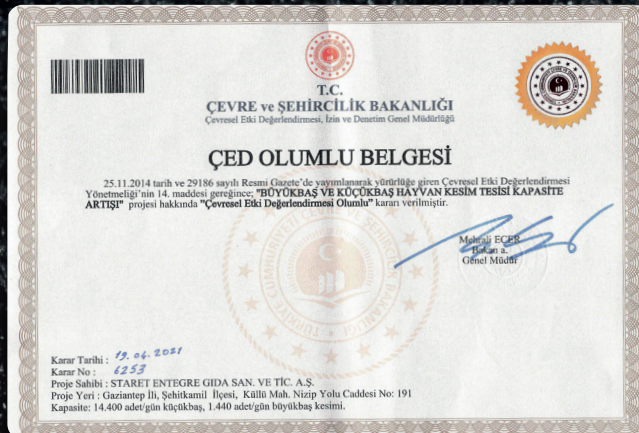 T.C.
ÇEVRE ve ŞEHİRCİLİK BAKANLIĞI
Çevresel Etki Değerlendirmesi, İzin ve Denetim Genel Müdürlüğü
ÇED OLUMLU BELGESİ
25.11.2014 tarih ve 29186 sayılı Resmi Gazete'de yayımlanarak yürürlüğe giren Çevresel Etki Değerlendirmesi
Yönetmeliği'nin 14. maddesi gereğince; "BÜYÜKBAŞ VE KÜÇÜKBAŞ HAYVAN KESİM TESİSİ KAPASİTE
ARTIŞI" projesi hakkında "Çevresel Etki Değerlendirmesi Olumlu" kararı verilmiştir.
Mehrali ECER
Bakan a.
Genel Müdür
Karar Tarihi : 19.04.2021
Karar No : 6253
Proje Sahibi : STARET ENTEGRE GIDA SAN. VE TİC. A.Ş.
Proje Yeri : Gaziantep İli, Şehitkamil İlçesi, Küllü Mah. Nizip Yolu Caddesi No: 191
Kapasite: 14.400 adet/gün küçükbaş, 1.440 adet/gün büyükbaş kesimi.